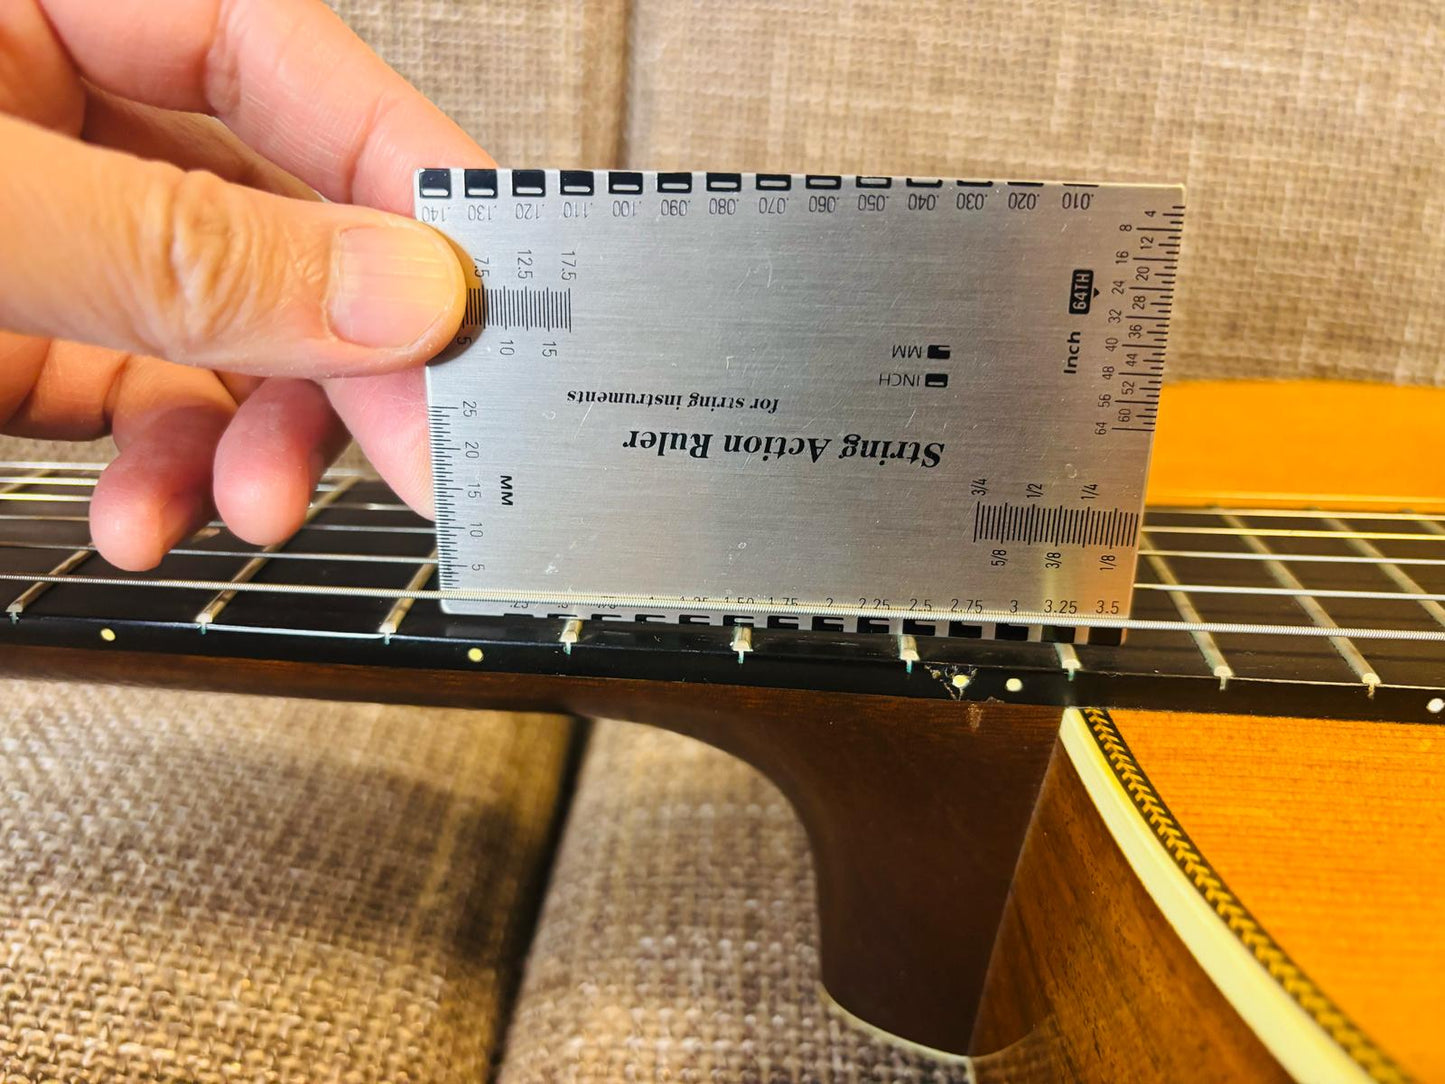 .140 .130 .120 .110 .100 .090 .080 .070 .060 .050 .040 .030 .020 .010
7.5 12.5 17.5
5 10 15
4
8 12
16 20
24 28
32 36
40 44
48 52
56 60
64
Inch 64TH
MM
INCH
for string instruments
String Action Ruler
25
20
15
10
5
MM
3/4 1/2 1/4
5/8 3/8 1/8
.25 1.75 2 2.25 2.5 2.75 3 3.25 3.5